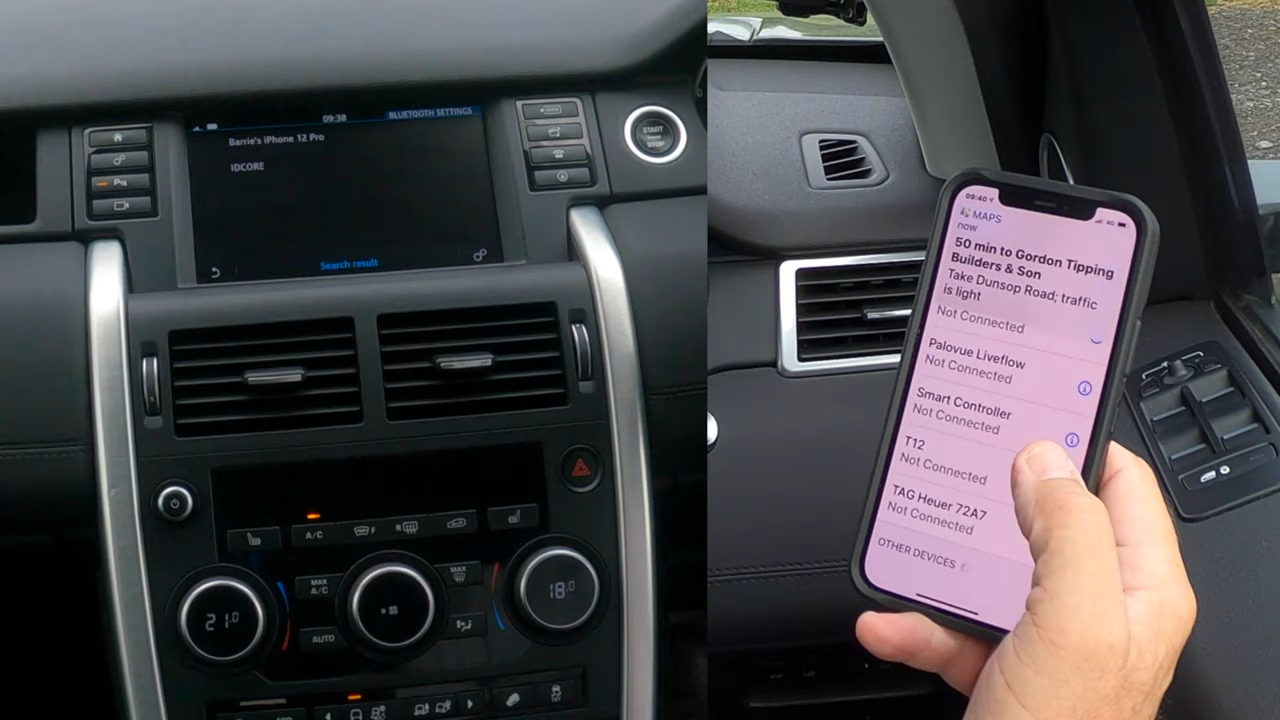 09:38
BLUETOOTH SETTINGS
Barrie's iPhone 12 Pro
IDCORE
Search result
START
STOP
A/C
F
R
MAX
A/C
MAX
AUTO
21.0
18.0
09:40
MAPS
4G
now
50 min to Gordon Tipping
Builders & Son
Take Dunsop Road; traffic
is light
Not Connected
Palovue Liveflow
Not Connected
Smart Controller
Not Connected
T12
Not Connected
TAG Heuer 72A7
Not Connected
OTHER DEVICES